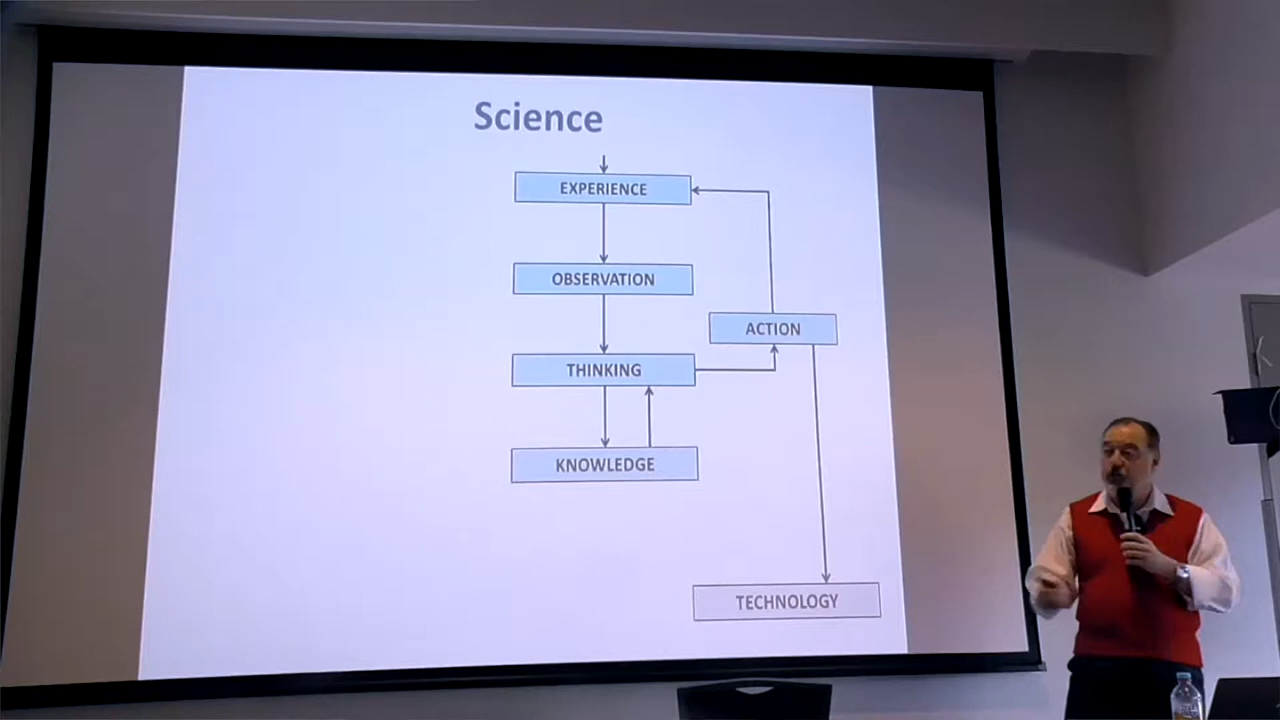 Science
EXPERIENCE
OBSERVATION
ACTION
THINKING
KNOWLEDGE
TECHNOLOGY